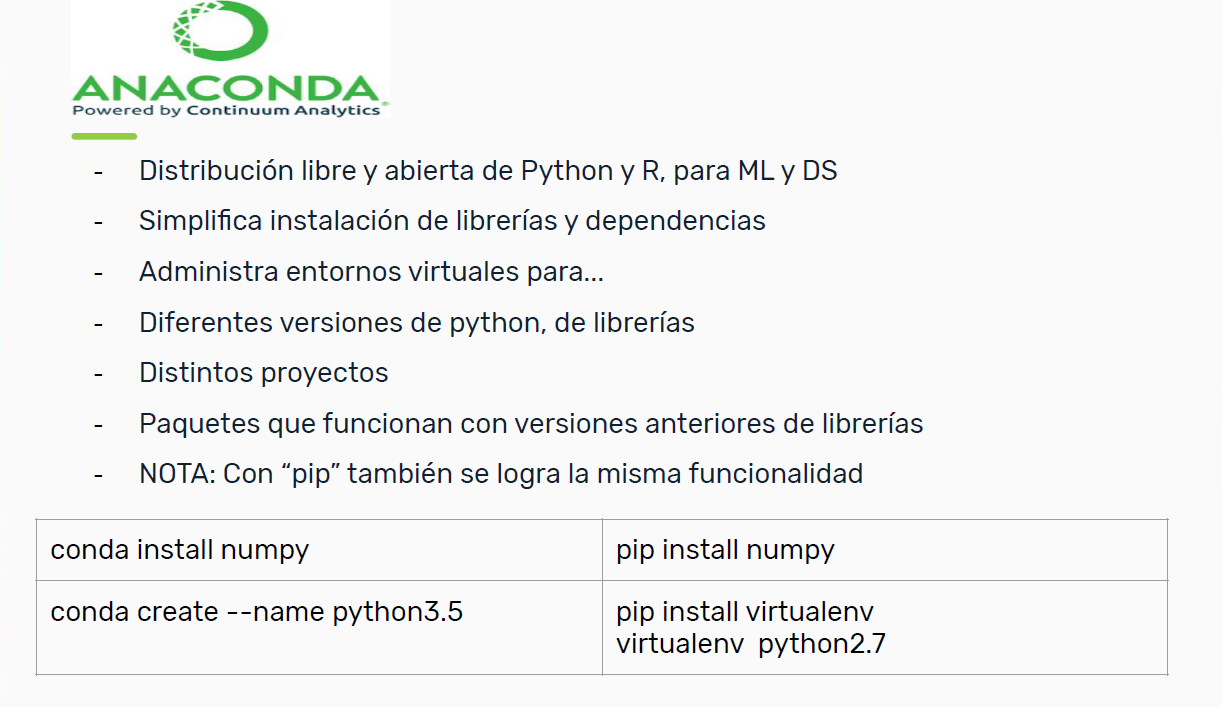 ANACONDA
Powered by Continuum Analytics®
- Distribución libre y abierta de Python y R, para ML y DS
- Simplifica instalación de librerías y dependencias
- Administra entornos virtuales para...
- Diferentes versiones de python, de librerías
- Distintos proyectos
- Paquetes que funcionan con versiones anteriores de librerías
- NOTA: Con “pip” también se logra la misma funcionalidad
conda install numpy
pip install numpy
conda create --name python3.5
pip install virtualenv
virtualenv  python2.7